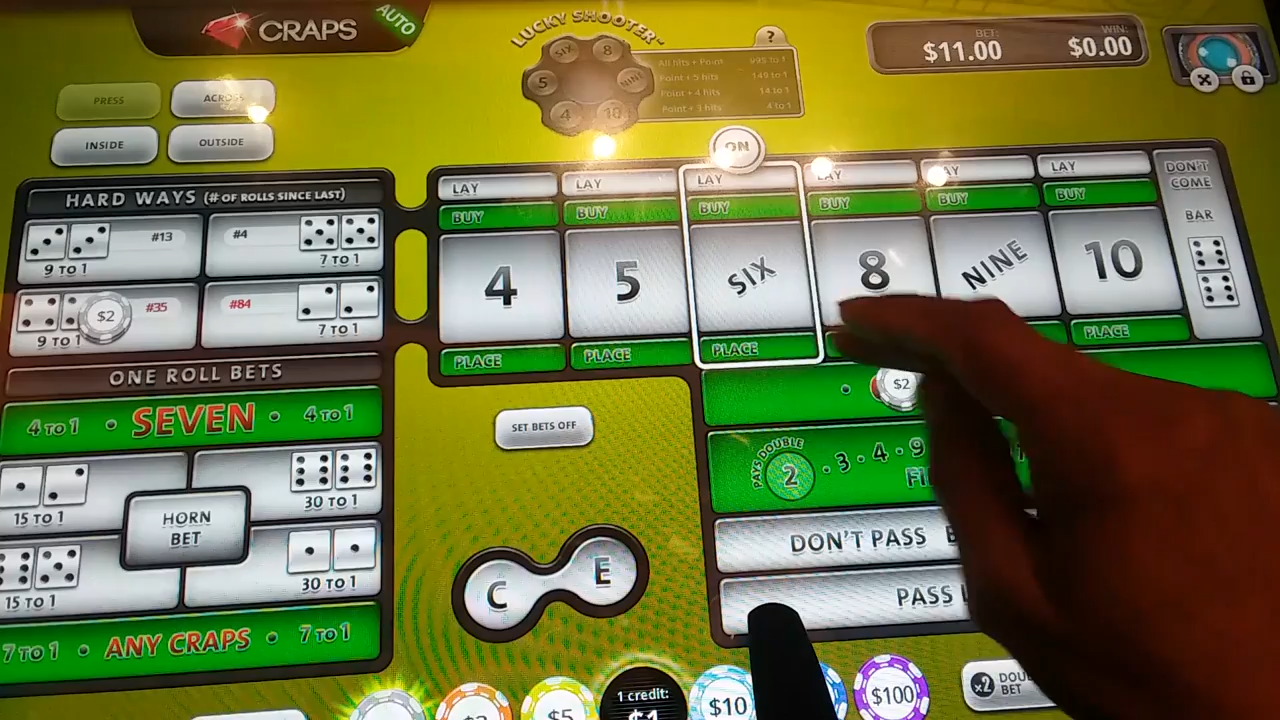 CRAPS
AUTO
LUCKY SHOOTER
SIX
8
5
NINE
4
10
?
All hits + Point 995 to 1
Point + 5 hits 149 to 1
Point + 4 hits 14 to 1
Point + 3 hits 4 to 1
BET:
$11.00
WIN:
$0.00
PRESS
ACROSS
INSIDE
OUTSIDE
ON
HARD WAYS (# OF ROLLS SINCE LAST)
#13
9 TO 1
#4
7 TO 1
$2
#35
9 TO 1
#84
7 TO 1
LAY
LAY
LAY
LAY
LAY
LAY
BUY
BUY
BUY
BUY
BUY
BUY
4
5
SIX
8
NINE
10
PLACE
PLACE
PLACE
PLACE
DON'T
COME
BAR
ONE ROLL BETS
4 TO 1 • SEVEN • 4 TO 1
15 TO 1
30 TO 1
HORN
BET
15 TO 1
30 TO 1
7 TO 1 • ANY CRAPS • 7 TO 1
SET BETS OFF
$2
PAYS DOUBLE
2 · 3 · 4 · 9
DON'T PASS
PASS
C
E
1 credit:
$1
$5
$10
$100
x2
BET